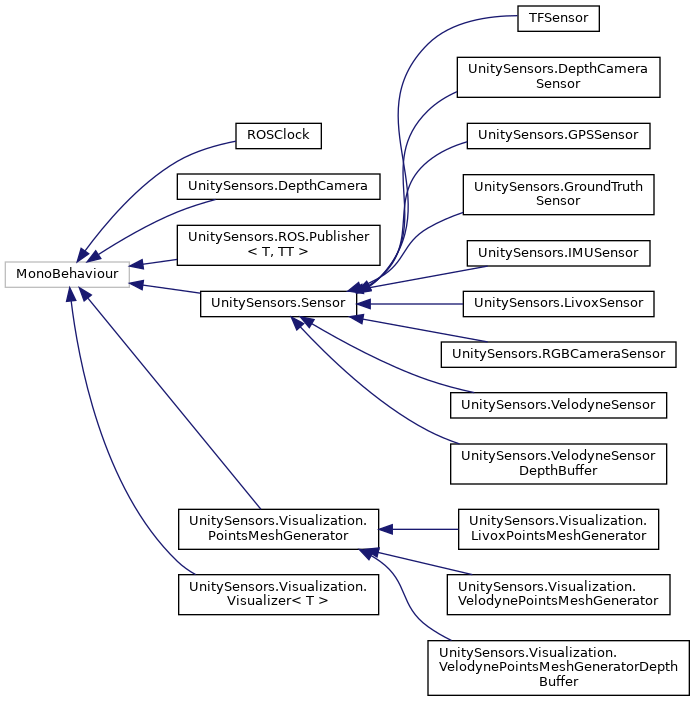 TFSensor
UnitySensors.DepthCamera
Sensor
ROSClock
UnitySensors.GPSSensor
UnitySensors.DepthCamera
UnitySensors.GroundTruth
Sensor
UnitySensors.ROS.Publisher
< T, TT >
UnitySensors.IMUSensor
MonoBehaviour
UnitySensors.Sensor
UnitySensors.LivoxSensor
UnitySensors.RGBCameraSensor
UnitySensors.VelodyneSensor
UnitySensors.VelodyneSensor
DepthBuffer
UnitySensors.Visualization.
PointsMeshGenerator
UnitySensors.Visualization.
LivoxPointsMeshGenerator
UnitySensors.Visualization.
Visualizer< T >
UnitySensors.Visualization.
VelodynePointsMeshGenerator
UnitySensors.Visualization.
VelodynePointsMeshGeneratorDepth
Buffer